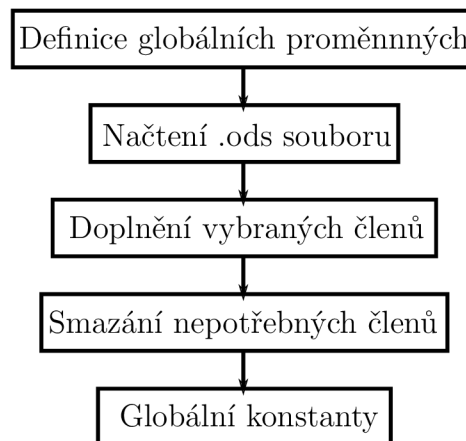 Definice globálních proměnnných
Načtení .ods souboru
Doplnění vybraných členů
Smazání nepotřebných členů
Globální konstanty